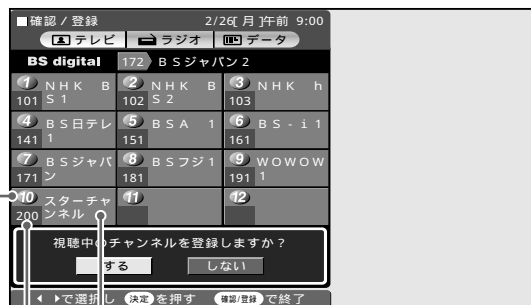 ■確認 / 登録 2/26[月]午前 9:00
テレビ ラジオ データ
BS digital 172 BSジャパン2
1 NHK B
101 S1
2 NHK B
102 S2
3 NHK h
103
4 BS日テレ
141 1
5 BSA 1
151
6 BS-i1
161
7 BSジャパ
171 ン
8 BSフジ1
181
9 WOWOW
191 1
10 スターチャ
200 ンネル
11
12
視聴中のチャンネルを登録しますか?
する しない
で選択し 決定 を押す 確認/登録 で終了